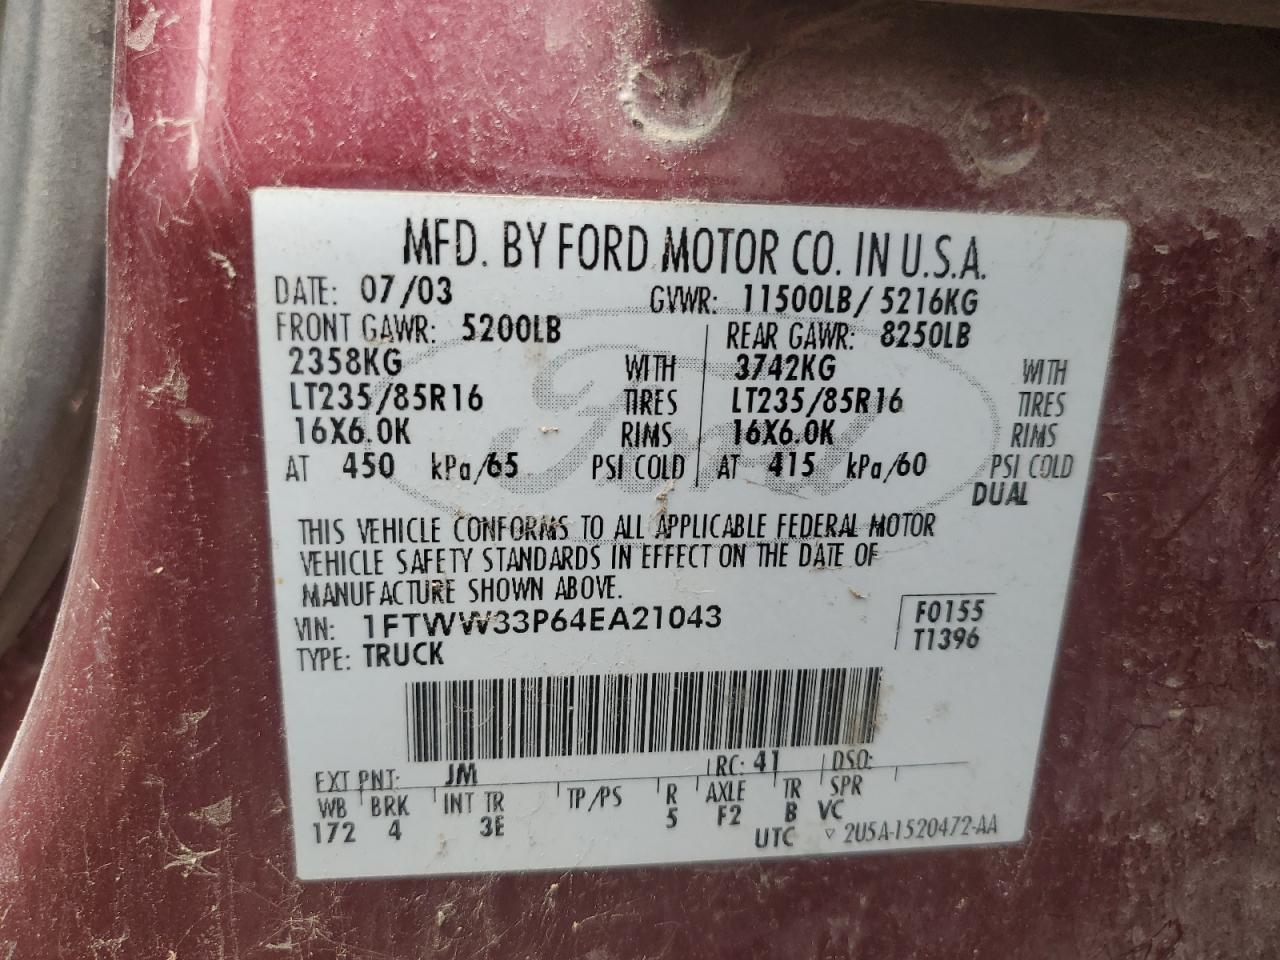 MFD. BY FORD MOTOR CO. IN U.S.A.
DATE: 07/03 GVWR: 11500LB/ 5216KG
FRONT GAWR: 5200LB REAR GAWR: 8250LB
2358KG WITH 3742KG WITH
LT235/85R16 TIRES LT235/85R16 TIRES
16X6.0K RIMS 16X6.0K RIMS
AT 450 kPa/65 PSI COLD AT 415 kPa/60 PSI COLD
DUAL
Ford
THIS VEHICLE CONFORMS TO ALL APPLICABLE FEDERAL MOTOR
VEHICLE SAFETY STANDARDS IN EFFECT ON THE DATE OF
MANUFACTURE SHOWN ABOVE.
VIN: 1FTWW33P64EA21043 F0155
TYPE: TRUCK T1396
EXT PNT: JM RC: 41 DSO:
WB BRK INT TR TP/PS R AXLE TR SPR
172 4 3E 5 F2 B VC
UTC ▽ 2U5A-1520472-AA